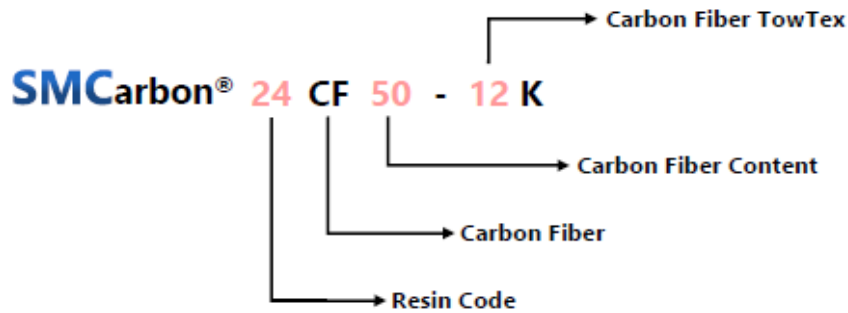 Carbon Fiber TowTex
SMCarbon® 24 CF 50 - 12 K
Carbon Fiber Content
Carbon Fiber
Resin Code